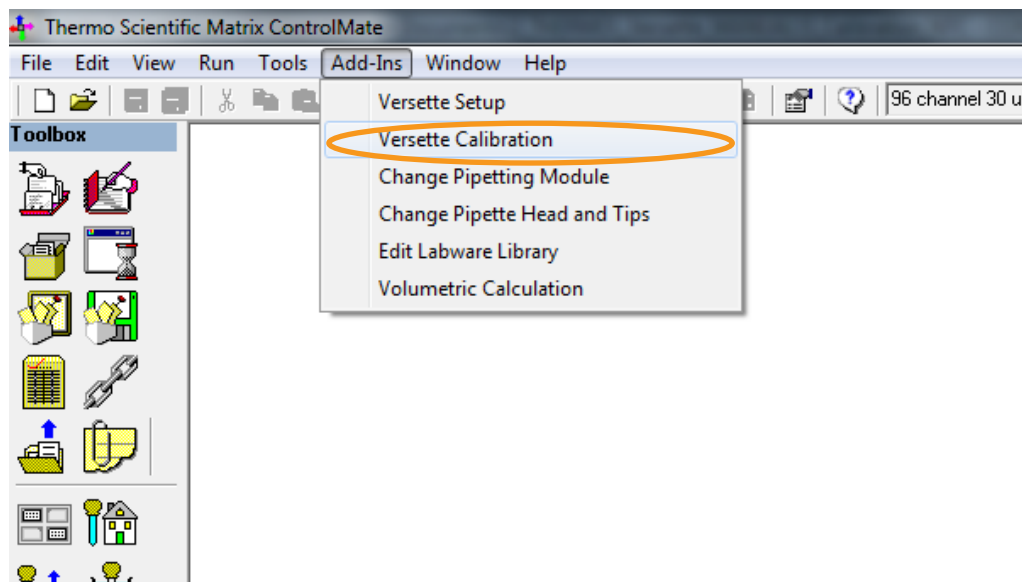 Thermo Scientific Matrix ControlMate
File Edit View Run Tools Add-Ins Window Help
96 channel 30 u
Toolbox
Versette Setup
Versette Calibration
Change Pipetting Module
Change Pipette Head and Tips
Edit Labware Library
Volumetric Calculation